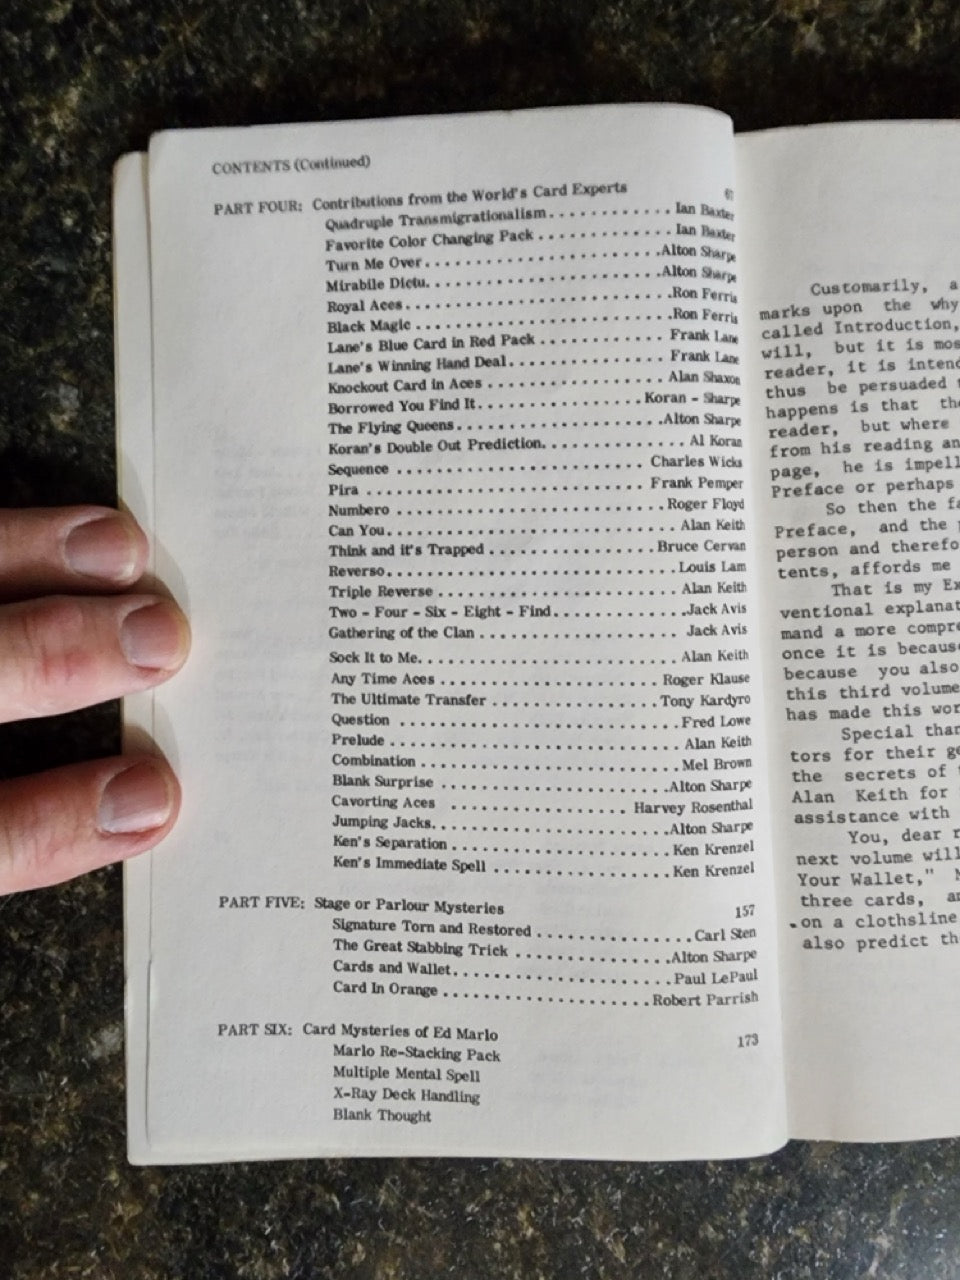 CONTENTS (Continued)
PART FOUR: Contributions from the World's Card Experts
Quadruple Transmigrationalism. . . . . . . . . . . . Ian Baxter
Favorite Color Changing Pack . . . . . . . . . . . . . Ian Baxter
Turn Me Over. . . . . . . . . . . . . . . . . . . . . . . .Alton Sharpe
Mirabile Dictu. . . . . . . . . . . . . . . . . . . . . . . .Alton Sharpe
Royal Aces. . . . . . . . . . . . . . . . . . . . . . . . . . .Ron Ferris
Black Magic . . . . . . . . . . . . . . . . . . . . . . . . . .Ron Ferris
Lane's Blue Card in Red Pack . . . . . . . . . . . . . Frank Lane
Lane's Winning Hand Deal. . . . . . . . . . . . . . . . Frank Lane
Knockout Card in Aces . . . . . . . . . . . . . . . . . . Alan Shaxon
Borrowed You Find It. . . . . . . . . . . . . . . . . Koran - Sharpe
The Flying Queens. . . . . . . . . . . . . . . . . . . . .Alton Sharpe
Koran's Double Out Prediction. . . . . . . . . . . . . . Al Koran
Sequence . . . . . . . . . . . . . . . . . . . . . . . . . Charles Wicks
Pira . . . . . . . . . . . . . . . . . . . . . . . . . . . . Frank Pemper
Numbero . . . . . . . . . . . . . . . . . . . . . . . . . . . Roger Floyd
Can You. . . . . . . . . . . . . . . . . . . . . . . . . . . . . Alan Keith
Think and it's Trapped . . . . . . . . . . . . . . . . . Bruce Cervan
Reverso. . . . . . . . . . . . . . . . . . . . . . . . . . . . . Louis Lam
Triple Reverse . . . . . . . . . . . . . . . . . . . . . . . . Alan Keith
Two - Four - Six - Eight - Find. . . . . . . . . . . . . .Jack Avis
Gathering of the Clan . . . . . . . . . . . . . . . . . . . . Jack Avis
Sock It to Me. . . . . . . . . . . . . . . . . . . . . . . . . . Alan Keith
Any Time Aces . . . . . . . . . . . . . . . . . . . . . . Roger Klause
The Ultimate Transfer . . . . . . . . . . . . . . . . . Tony Kardyro
Question . . . . . . . . . . . . . . . . . . . . . . . . . . . .Fred Lowe
Prelude . . . . . . . . . . . . . . . . . . . . . . . . . . . . . Alan Keith
Combination . . . . . . . . . . . . . . . . . . . . . . . . . . Mel Brown
Blank Surprise . . . . . . . . . . . . . . . . . . . . . . . .Alton Sharpe
Cavorting Aces . . . . . . . . . . . . . . . . . . Harvey Rosenthal
Jumping Jacks. . . . . . . . . . . . . . . . . . . . . . . . .Alton Sharpe
Ken's Separation . . . . . . . . . . . . . . . . . . . . . . . Ken Krenzel
Ken's Immediate Spell . . . . . . . . . . . . . . . . . . Ken Krenzel
PART FIVE: Stage or Parlour Mysteries 157
Signature Torn and Restored . . . . . . . . . . . . . . . .Carl Sten
The Great Stabbing Trick . . . . . . . . . . . . . . . .Alton Sharpe
Cards and Wallet. . . . . . . . . . . . . . . . . . . . . . .Paul LePaul
Card In Orange . . . . . . . . . . . . . . . . . . . . .Robert Parrish
PART SIX: Card Mysteries of Ed Marlo 173
Marlo Re-Stacking Pack
Multiple Mental Spell
X-Ray Deck Handling
Blank Thought
Customarily, a
marks upon the why
called Introduction,
will, but it is
reader, it is
thus be persuaded
happens is that
reader, but where
from his reading
page, he is
Preface or perhaps
So then the
Preface, and the
person and
tents, affords me
That is my
ventional
mand a more
once it is
because you also
this third volume
has made this
Special
tors for their
the secrets of
Alan Keith for
assistance with
You, dear
next volume will
Your Wallet,"
three cards,
on a clothsline
also predict